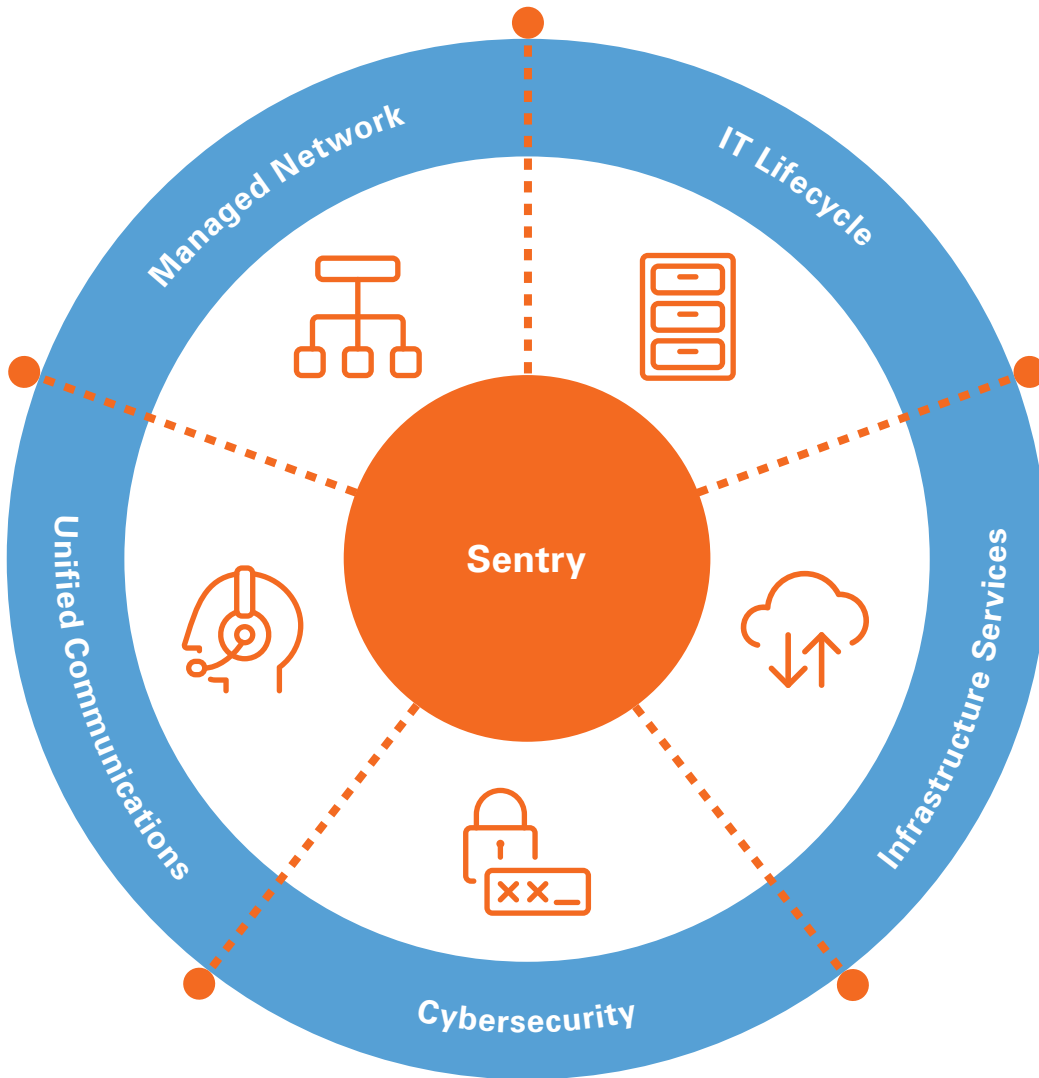 Managed Network
IT Lifecycle
Sentry
Unified Communications
Infrastructure Services
Cybersecurity